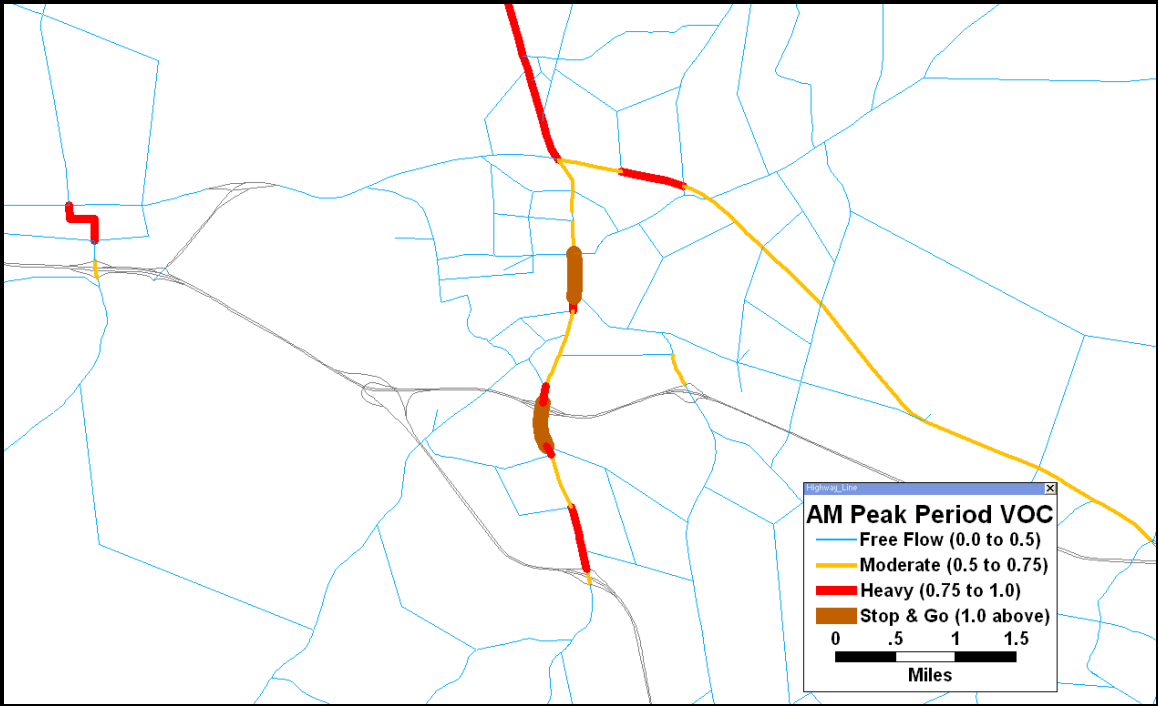 Highway_Line
AM Peak Period VOC
Free Flow (0.0 to 0.5)
Moderate (0.5 to 0.75)
Heavy (0.75 to 1.0)
Stop & Go (1.0 above)
0 .5 1 1.5
Miles